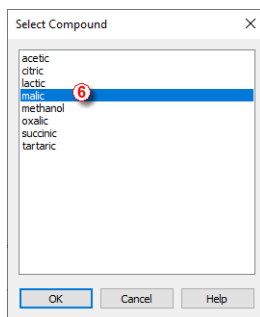 Select Compound
acetic
citric
lactic
malic 6
methanol
oxalic
succinic
tartaric
OK Cancel Help